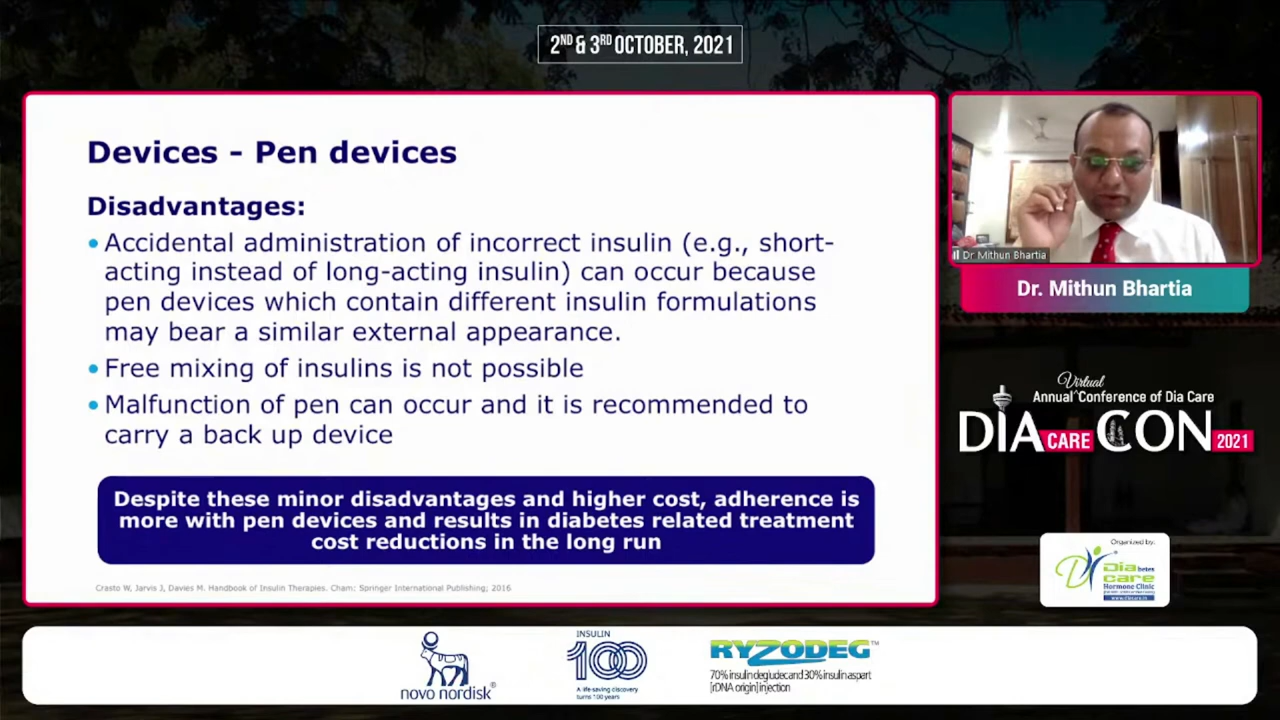 2ND & 3RD OCTOBER, 2021
Devices - Pen devices
Disadvantages:
• Accidental administration of incorrect insulin (e.g., short-
acting instead of long-acting insulin) can occur because
pen devices which contain different insulin formulations
may bear a similar external appearance.
• Free mixing of insulins is not possible
• Malfunction of pen can occur and it is recommended to
carry a back up device
Despite these minor disadvantages and higher cost, adherence is
more with pen devices and results in diabetes related treatment
cost reductions in the long run
Crasto W, Jarvis J, Davies M. Handbook of Insulin Therapies. Cham: Springer International Publishing; 2016
Dr Mithun Bhartia
Dr. Mithun Bhartia
Virtual
Annual Conference of Dia Care
DIA CARE CON 2021
Organized by:
Diabetes
care
Hormone Clinic
novo nordisk®
INSULIN
100
A life-saving discovery
turns 100 years
RYZODEG™
70% insulin degludec and 30% insulin aspart
[rDNA origin] injection